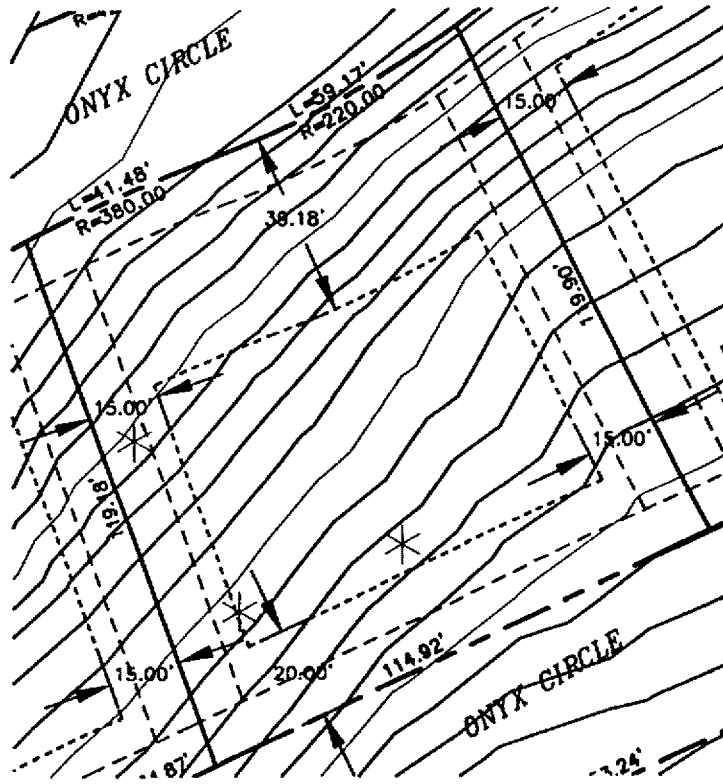 ONYX CIRCLE
L=59.17'
R=220.00
15.00'
L=41.48'
R=380.00
38.18'
119.90'
15.00'
15.00'
119.18'
15.00'
20.00'
114.92'
ONYX CIRCLE